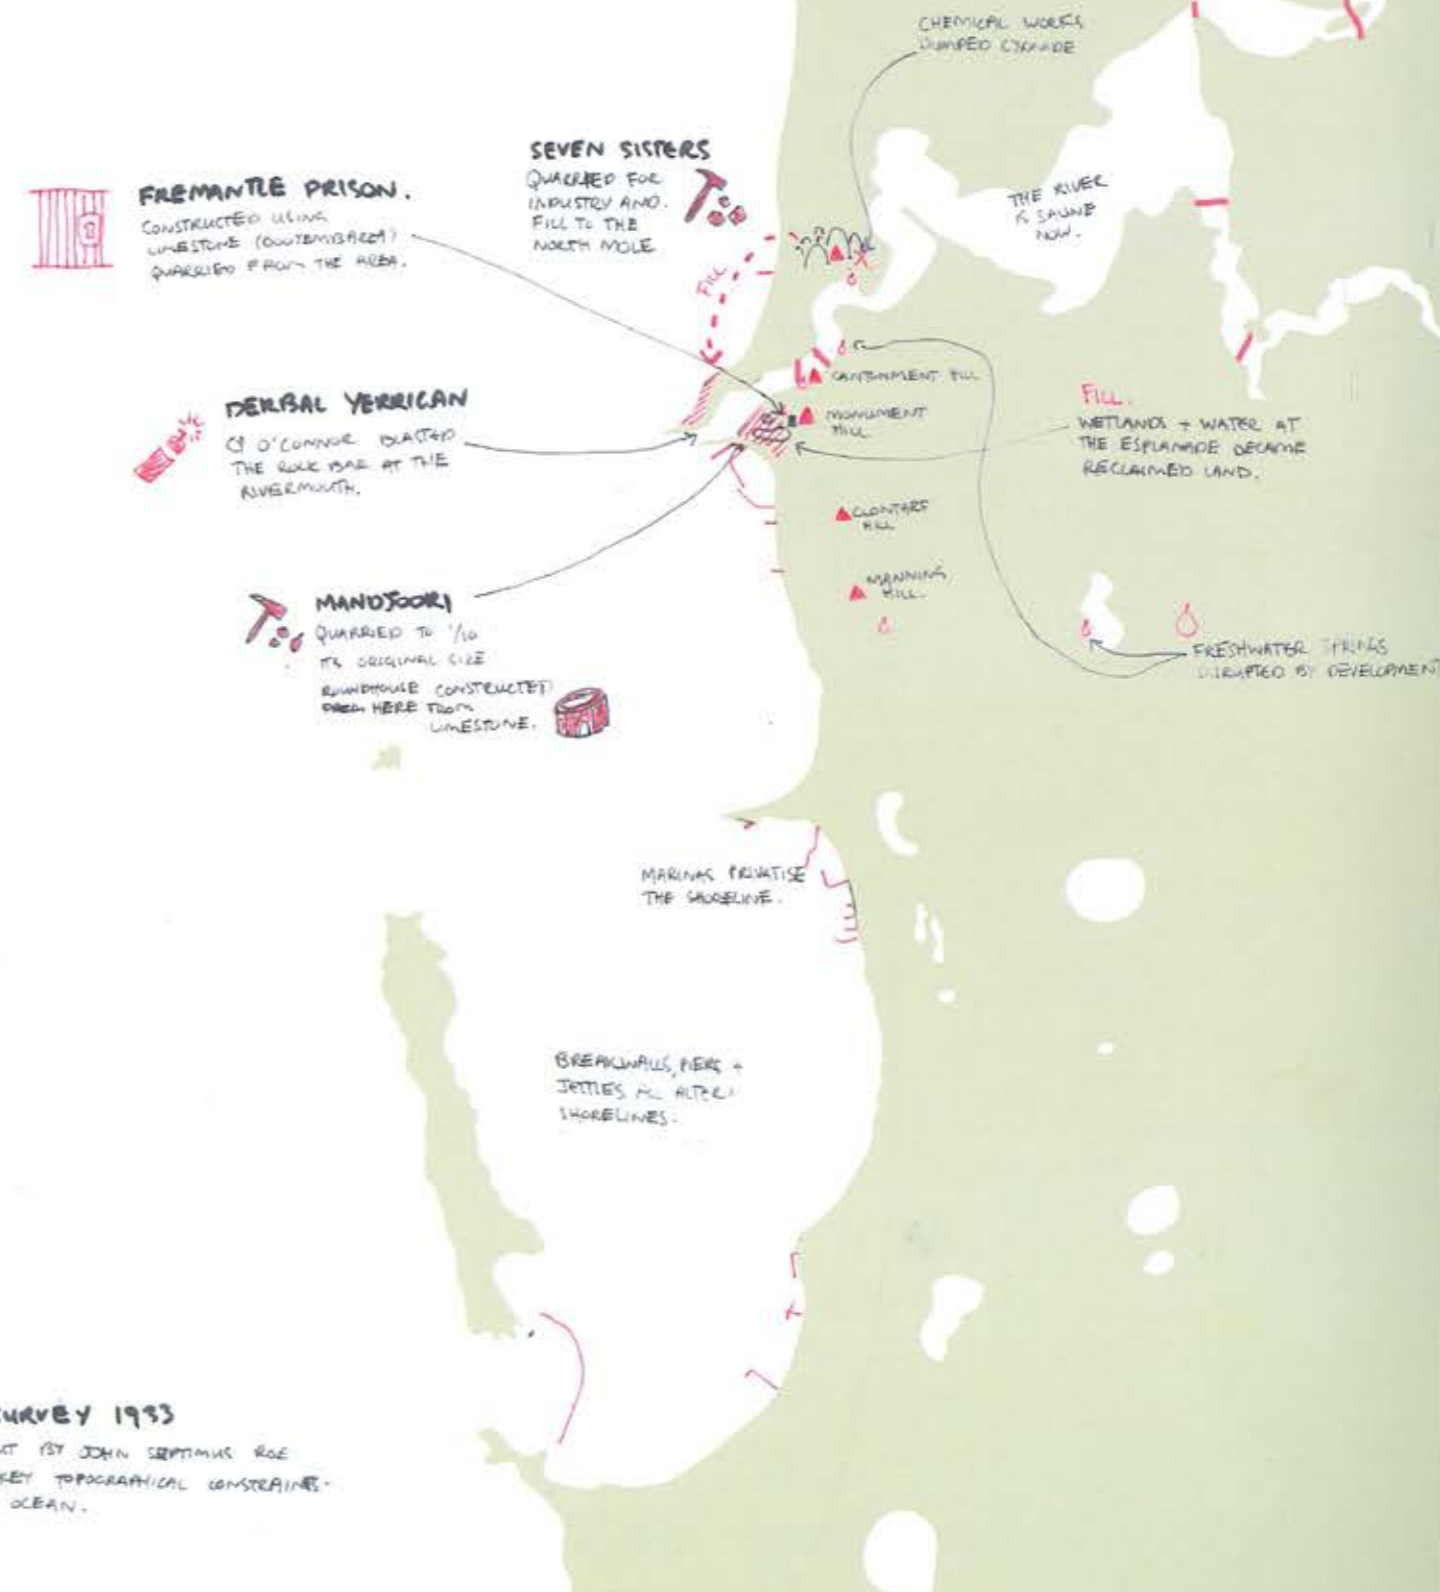 CHEMICAL WORKS
DUMPED CYANIDE
SEVEN SISTERS
QUARRIED FOR
INDUSTRY AND.
FILL TO THE
NORTH MOLE
FREMANTLE PRISON.
CONSTRUCTED USING
LIMESTONE
QUARRIED FROM THE AREA.
THE RIVER
IS SALINE
NOW.
FILL
CANTONMENT HILL
MONUMENT
HILL
DERBAL YERRIGAN
CY O'CONNOR BLASTED
THE ROCK BAR AT THE
RIVERMOUTH.
FILL.
WETLANDS + WATER AT
THE ESPLANADE BECAME
RECLAIMED LAND.
CLONTARF
HILL
MANNING
HILL.
MANDJOORI
QUARRIED TO 1/10
ITS ORIGINAL SIZE
ROUNDHOUSE CONSTRUCTED
HERE FROM
LIMESTONE.
FRESHWATER SPRINGS
DISRUPTED BY DEVELOPMENT
MARINAS PRIVATISE
THE SHORELINE.
BREAKWALLS, PIERS +
JETTIES ALL ALTER
SHORELINES.
SURVEY 1933
BY JOHN SEPTIMUS ROE
KEY TOPOGRAPHICAL CONSTRAINTS.
OCEAN.